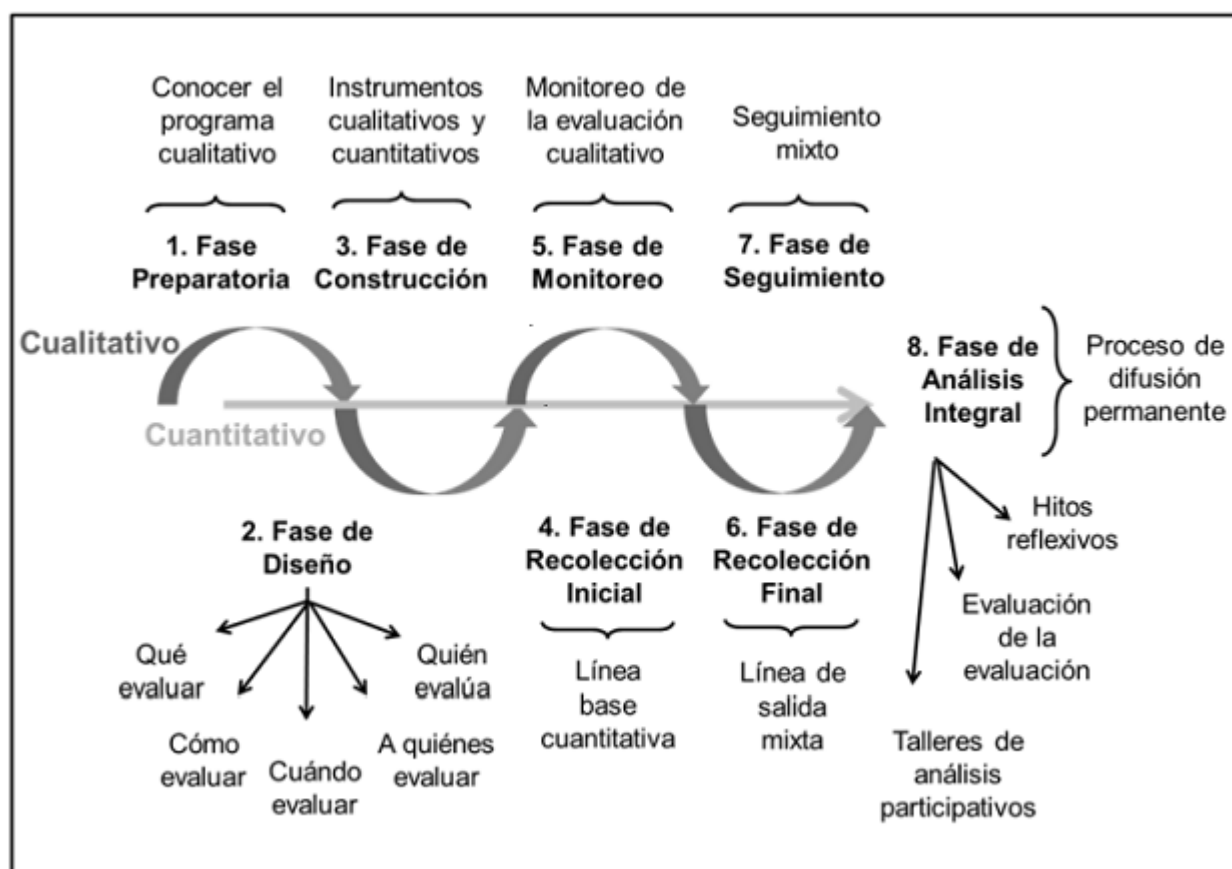 Conocer el
programa
cualitativo
Instrumentos
cualitativos y
cuantitativos
Monitoreo de
la evaluación
cualitativo
Seguimiento
mixto
1. Fase
Preparatoria
3. Fase de
Construcción
5. Fase de
Monitoreo
7. Fase de
Seguimiento
Cualitativo
Cuantitativo
8. Fase de
Análisis
Integral
Proceso de
difusión
permanente
2. Fase de
Diseño
4. Fase de
Recolección
Inicial
6. Fase de
Recolección
Final
Hitos
reflexivos
Evaluación
de la
evaluación
Talleres de
análisis
participativos
Qué
evaluar
Cómo
evaluar
Cuándo
evaluar
A quiénes
evaluar
Quién
evalúa
Línea
base
cuantitativa
Línea de
salida
mixta